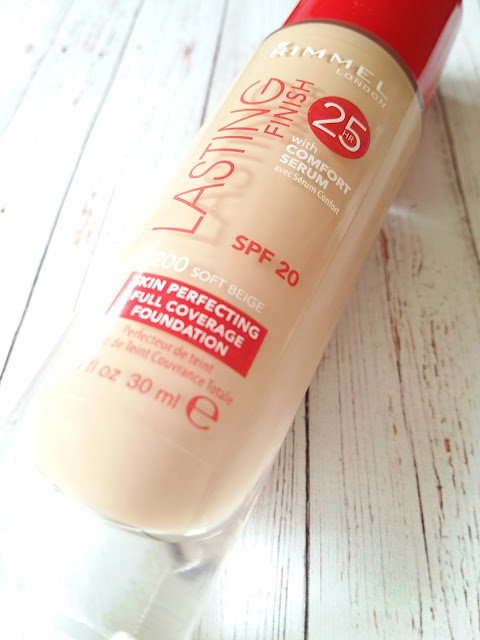 RIMMEL
LONDON
LASTING
FINISH
25
HR
with
COMFORT
SERUM
avec Sérum Confort
SPF 20
200 SOFT BEIGE
SKIN PERFECTING
FULL COVERAGE
FOUNDATION
Perfecteur de teint
de Teint Couvrance Totale
fl oz 30 ml e